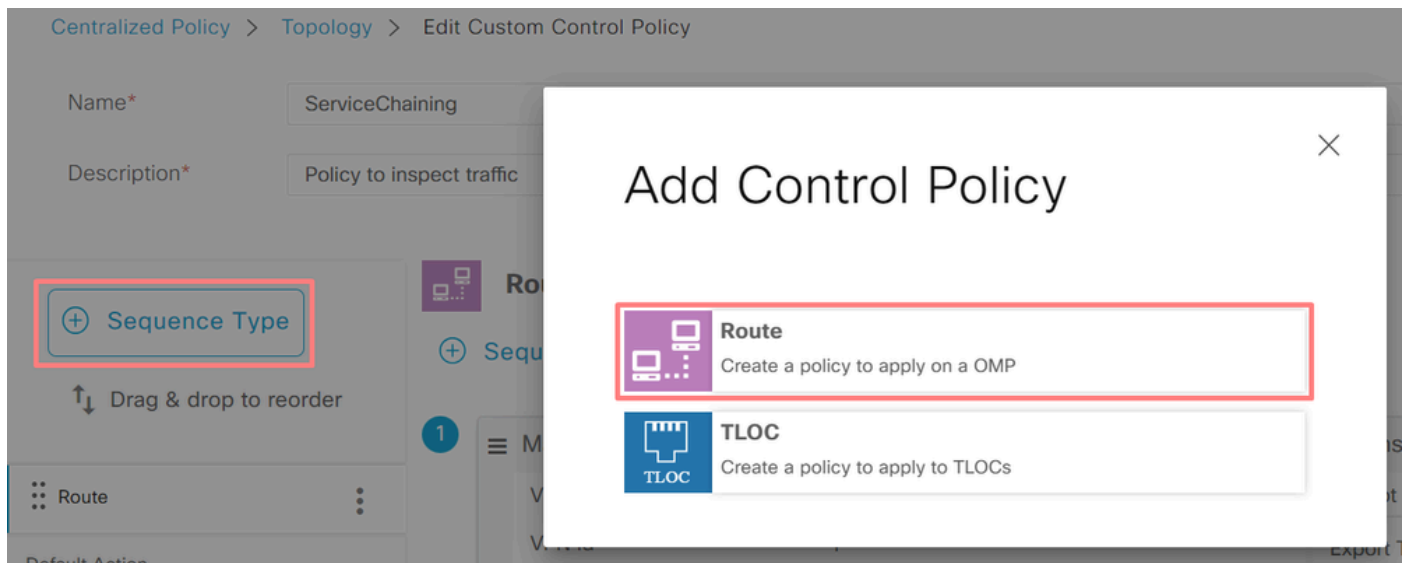 Centralized Policy > Topology > Edit Custom Control Policy
Name*
ServiceChaining
Description*
Policy to inspect traffic
Add Control Policy
Sequence Type
Drag & drop to reorder
Route
Create a policy to apply on a OMP
TLOC
TLOC
Create a policy to apply to TLOCs
1
Route